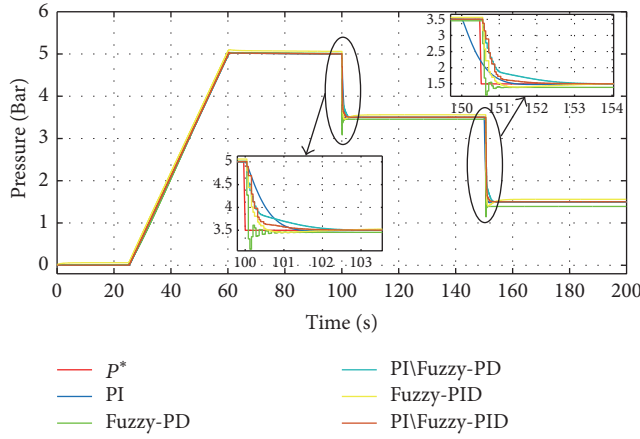 6
5
4
3
2
1
0
Pressure (Bar)
0 20 40 60 80 100 120 140 160 180 200
Time (s)
3.5
3
2.5
2
1.5
150 151 152 153 154
5
4.5
4
3.5
100 101 102 103
P*
PI
Fuzzy-PD
PI\Fuzzy-PD
Fuzzy-PID
PI\Fuzzy-PID